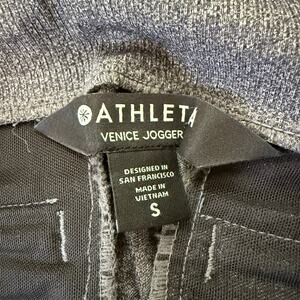 ATHLETA
VENICE JOGGER
DESIGNED IN
SAN FRANCISCO
MADE IN
VIETNAM
S